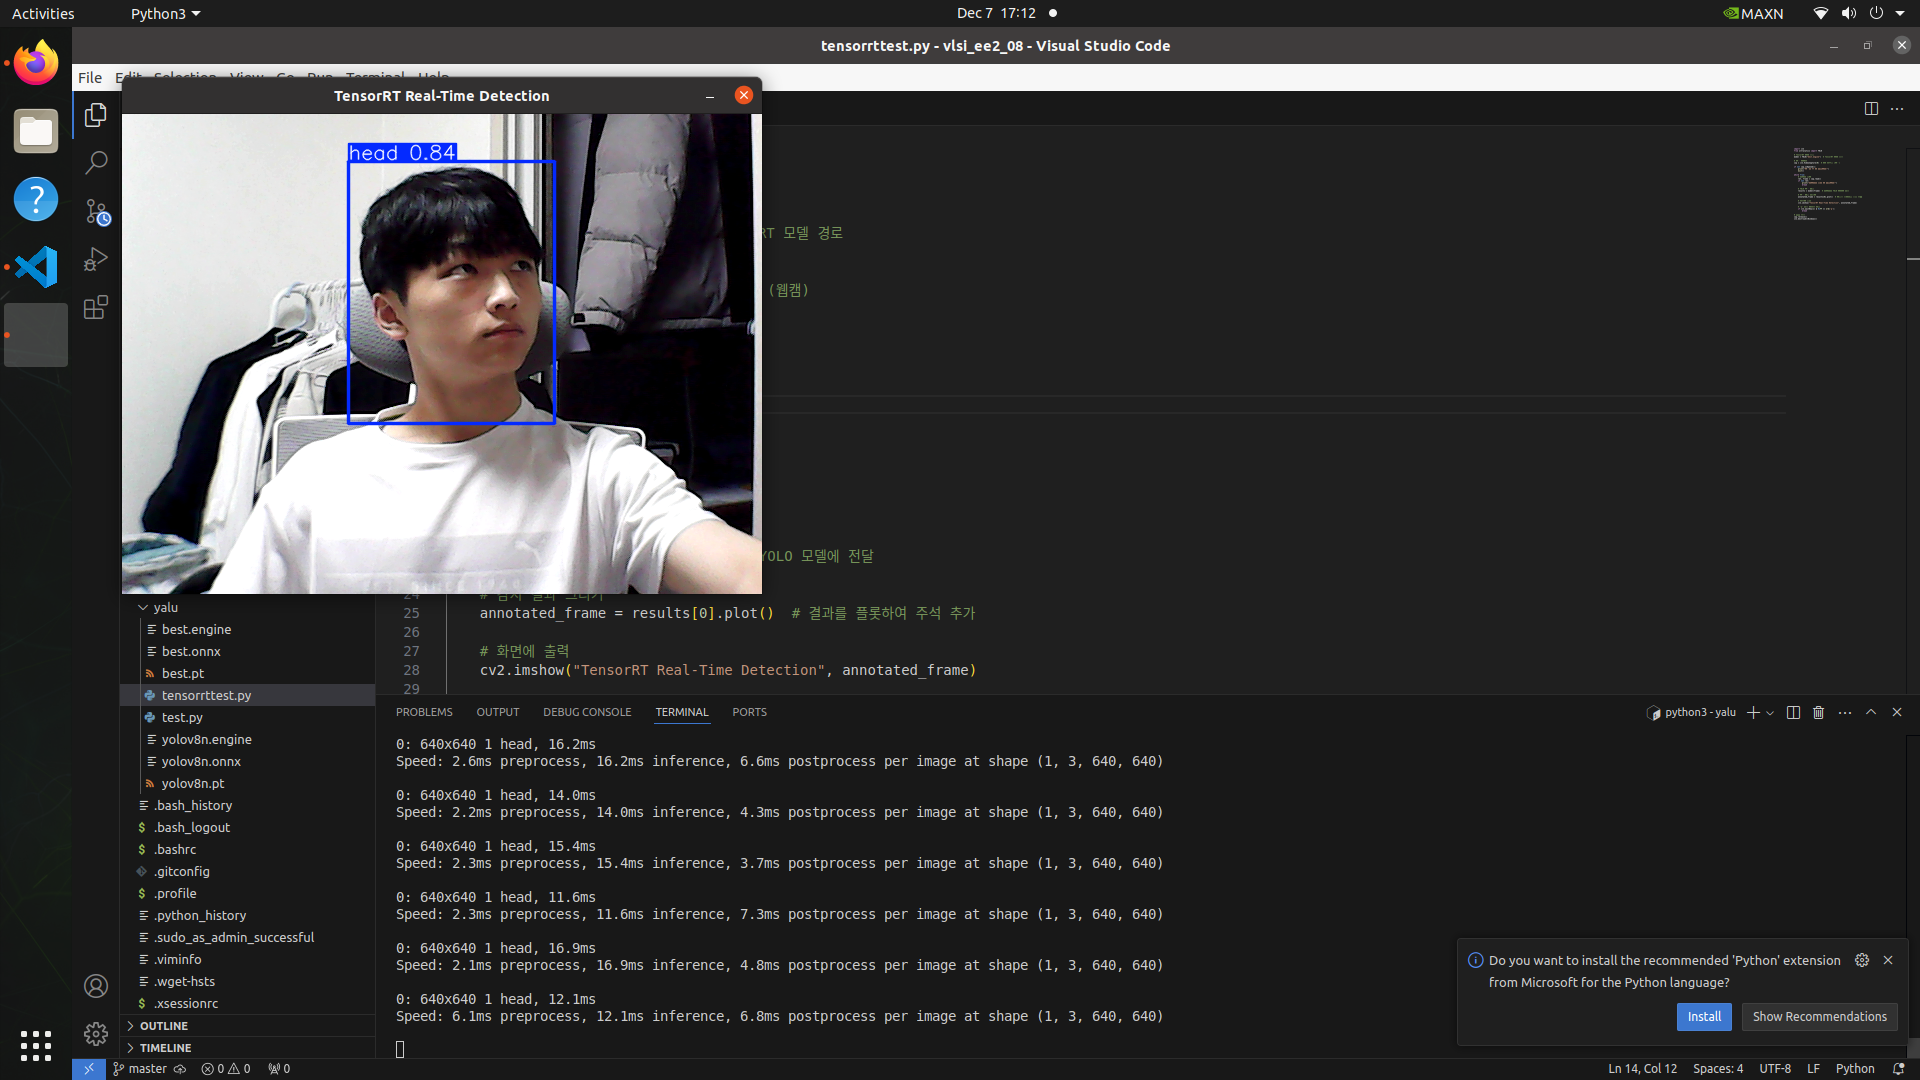 Activities
Python3
Dec 7 17:12
MAXN
tensorrttest.py - vlsi_ee2_08 - Visual Studio Code
File Edit Selection View Go Run Terminal Help
TensorRT Real-Time Detection
head 0.84
RT 모델 경로
(웹캠)
YOLO 모델에 전달
24
25 annotated_frame = results[0].plot() # 결과를 플롯하여 주석 추가
26
27 # 화면에 출력
28 cv2.imshow("TensorRT Real-Time Detection", annotated_frame)
29
yalu
best.engine
best.onnx
best.pt
tensorrttest.py
test.py
yolov8n.engine
yolov8n.onnx
yolov8n.pt
.bash_history
.bash_logout
.bashrc
.gitconfig
.profile
.python_history
.sudo_as_admin_successful
.viminfo
.wget-hsts
.xsessionrc
OUTLINE
TIMELINE
PROBLEMS OUTPUT DEBUG CONSOLE TERMINAL PORTS
python3 - yalu
0: 640x640 1 head, 16.2ms
Speed: 2.6ms preprocess, 16.2ms inference, 6.6ms postprocess per image at shape (1, 3, 640, 640)
0: 640x640 1 head, 14.0ms
Speed: 2.2ms preprocess, 14.0ms inference, 4.3ms postprocess per image at shape (1, 3, 640, 640)
0: 640x640 1 head, 15.4ms
Speed: 2.3ms preprocess, 15.4ms inference, 3.7ms postprocess per image at shape (1, 3, 640, 640)
0: 640x640 1 head, 11.6ms
Speed: 2.3ms preprocess, 11.6ms inference, 7.3ms postprocess per image at shape (1, 3, 640, 640)
0: 640x640 1 head, 16.9ms
Speed: 2.1ms preprocess, 16.9ms inference, 4.8ms postprocess per image at shape (1, 3, 640, 640)
0: 640x640 1 head, 12.1ms
Speed: 6.1ms preprocess, 12.1ms inference, 6.8ms postprocess per image at shape (1, 3, 640, 640)
Do you want to install the recommended 'Python' extension
from Microsoft for the Python language?
Install
Show Recommendations
master
0 0
0
Ln 14, Col 12
Spaces: 4
UTF-8
LF
Python